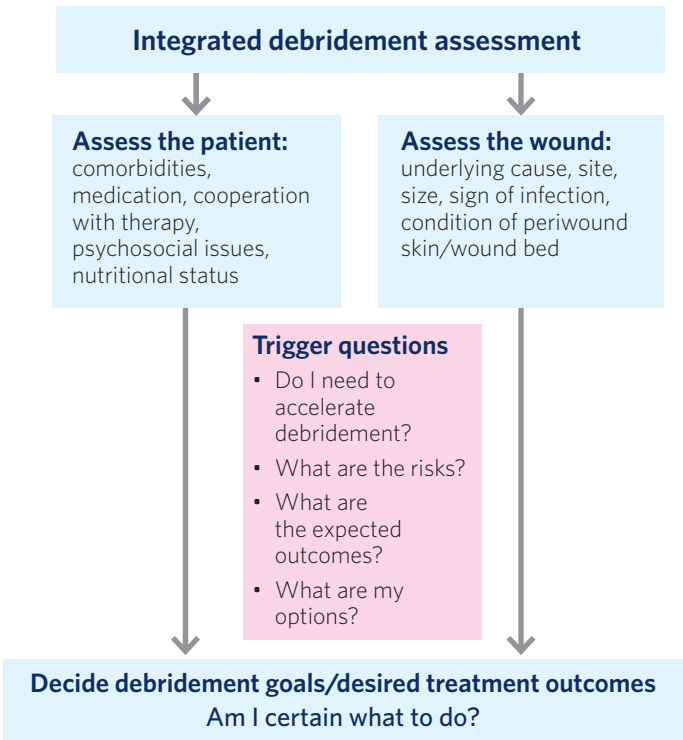 Integrated debridement assessment
Assess the patient:
comorbidities,
medication, cooperation
with therapy,
psychosocial issues,
nutritional status
Assess the wound:
underlying cause, site,
size, sign of infection,
condition of periwound
skin/wound bed
Trigger questions
• Do I need to
accelerate
debridement?
• What are the risks?
• What are
the expected
outcomes?
• What are my
options?
Decide debridement goals/desired treatment outcomes
Am I certain what to do?